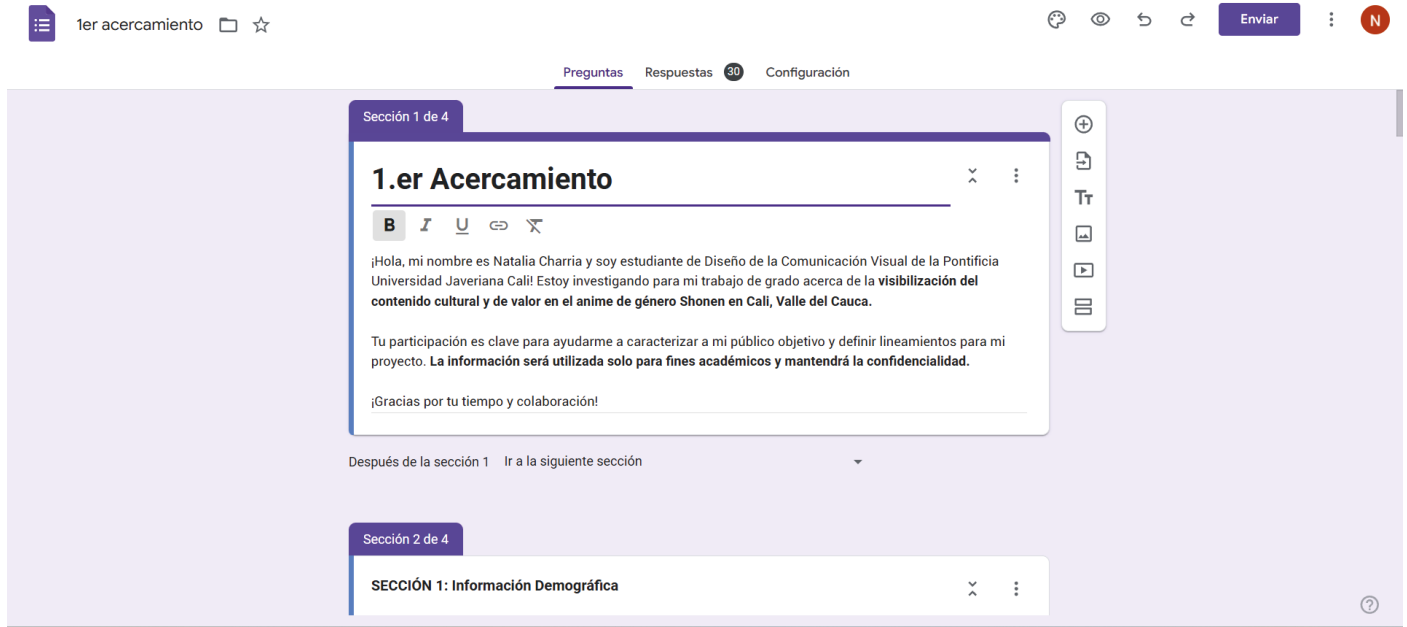 1er acercamiento
Enviar
N
Preguntas
Respuestas 30
Configuración
Sección 1 de 4
1.er Acercamiento
B I U
¡Hola, mi nombre es Natalia Charria y soy estudiante de Diseño de la Comunicación Visual de la Pontificia
Universidad Javeriana Cali! Estoy investigando para mi trabajo de grado acerca de la visibilización del
contenido cultural y de valor en el anime de género Shonen en Cali, Valle del Cauca.
Tu participación es clave para ayudarme a caracterizar a mi público objetivo y definir lineamientos para mi
proyecto. La información será utilizada solo para fines académicos y mantendrá la confidencialidad.
¡Gracias por tu tiempo y colaboración!
Después de la sección 1 Ir a la siguiente sección
Sección 2 de 4
SECCIÓN 1: Información Demográfica